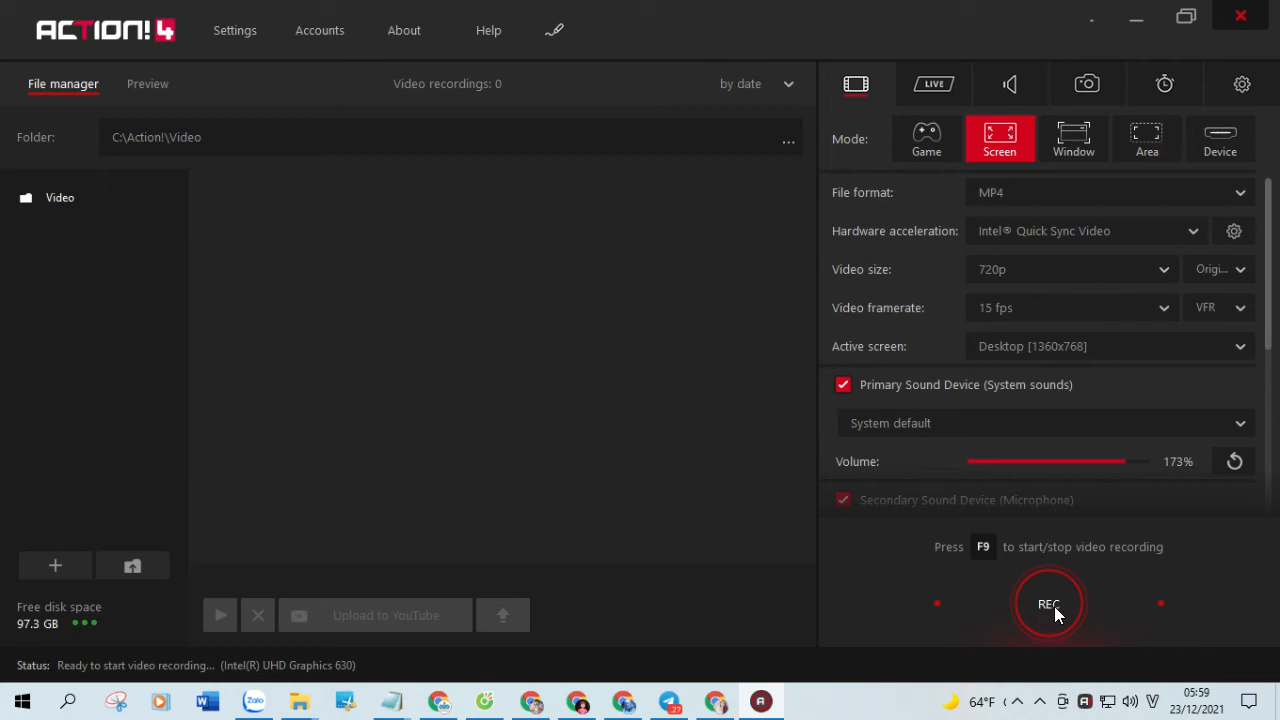 ACTION! 4 Settings Accounts About Help
File manager Preview Video recordings: 0 by date LIVE
Folder: C:\Action!\Video ...
Mode: Game Screen Window Area Device
Video
File format: MP4
Hardware acceleration: Intel® Quick Sync Video
Video size: 720p Origi...
Video framerate: 15 fps VFR
Active screen: Desktop [1360x768]
Primary Sound Device (System sounds)
System default
Volume: 173%
Secondary Sound Device (Microphone)
Press F9 to start/stop video recording
REC
Free disk space
97.3 GB
Upload to YouTube
Status: Ready to start video recording... (Intel(R) UHD Graphics 630)
Zalo
27
64°F
05:59
23/12/2021